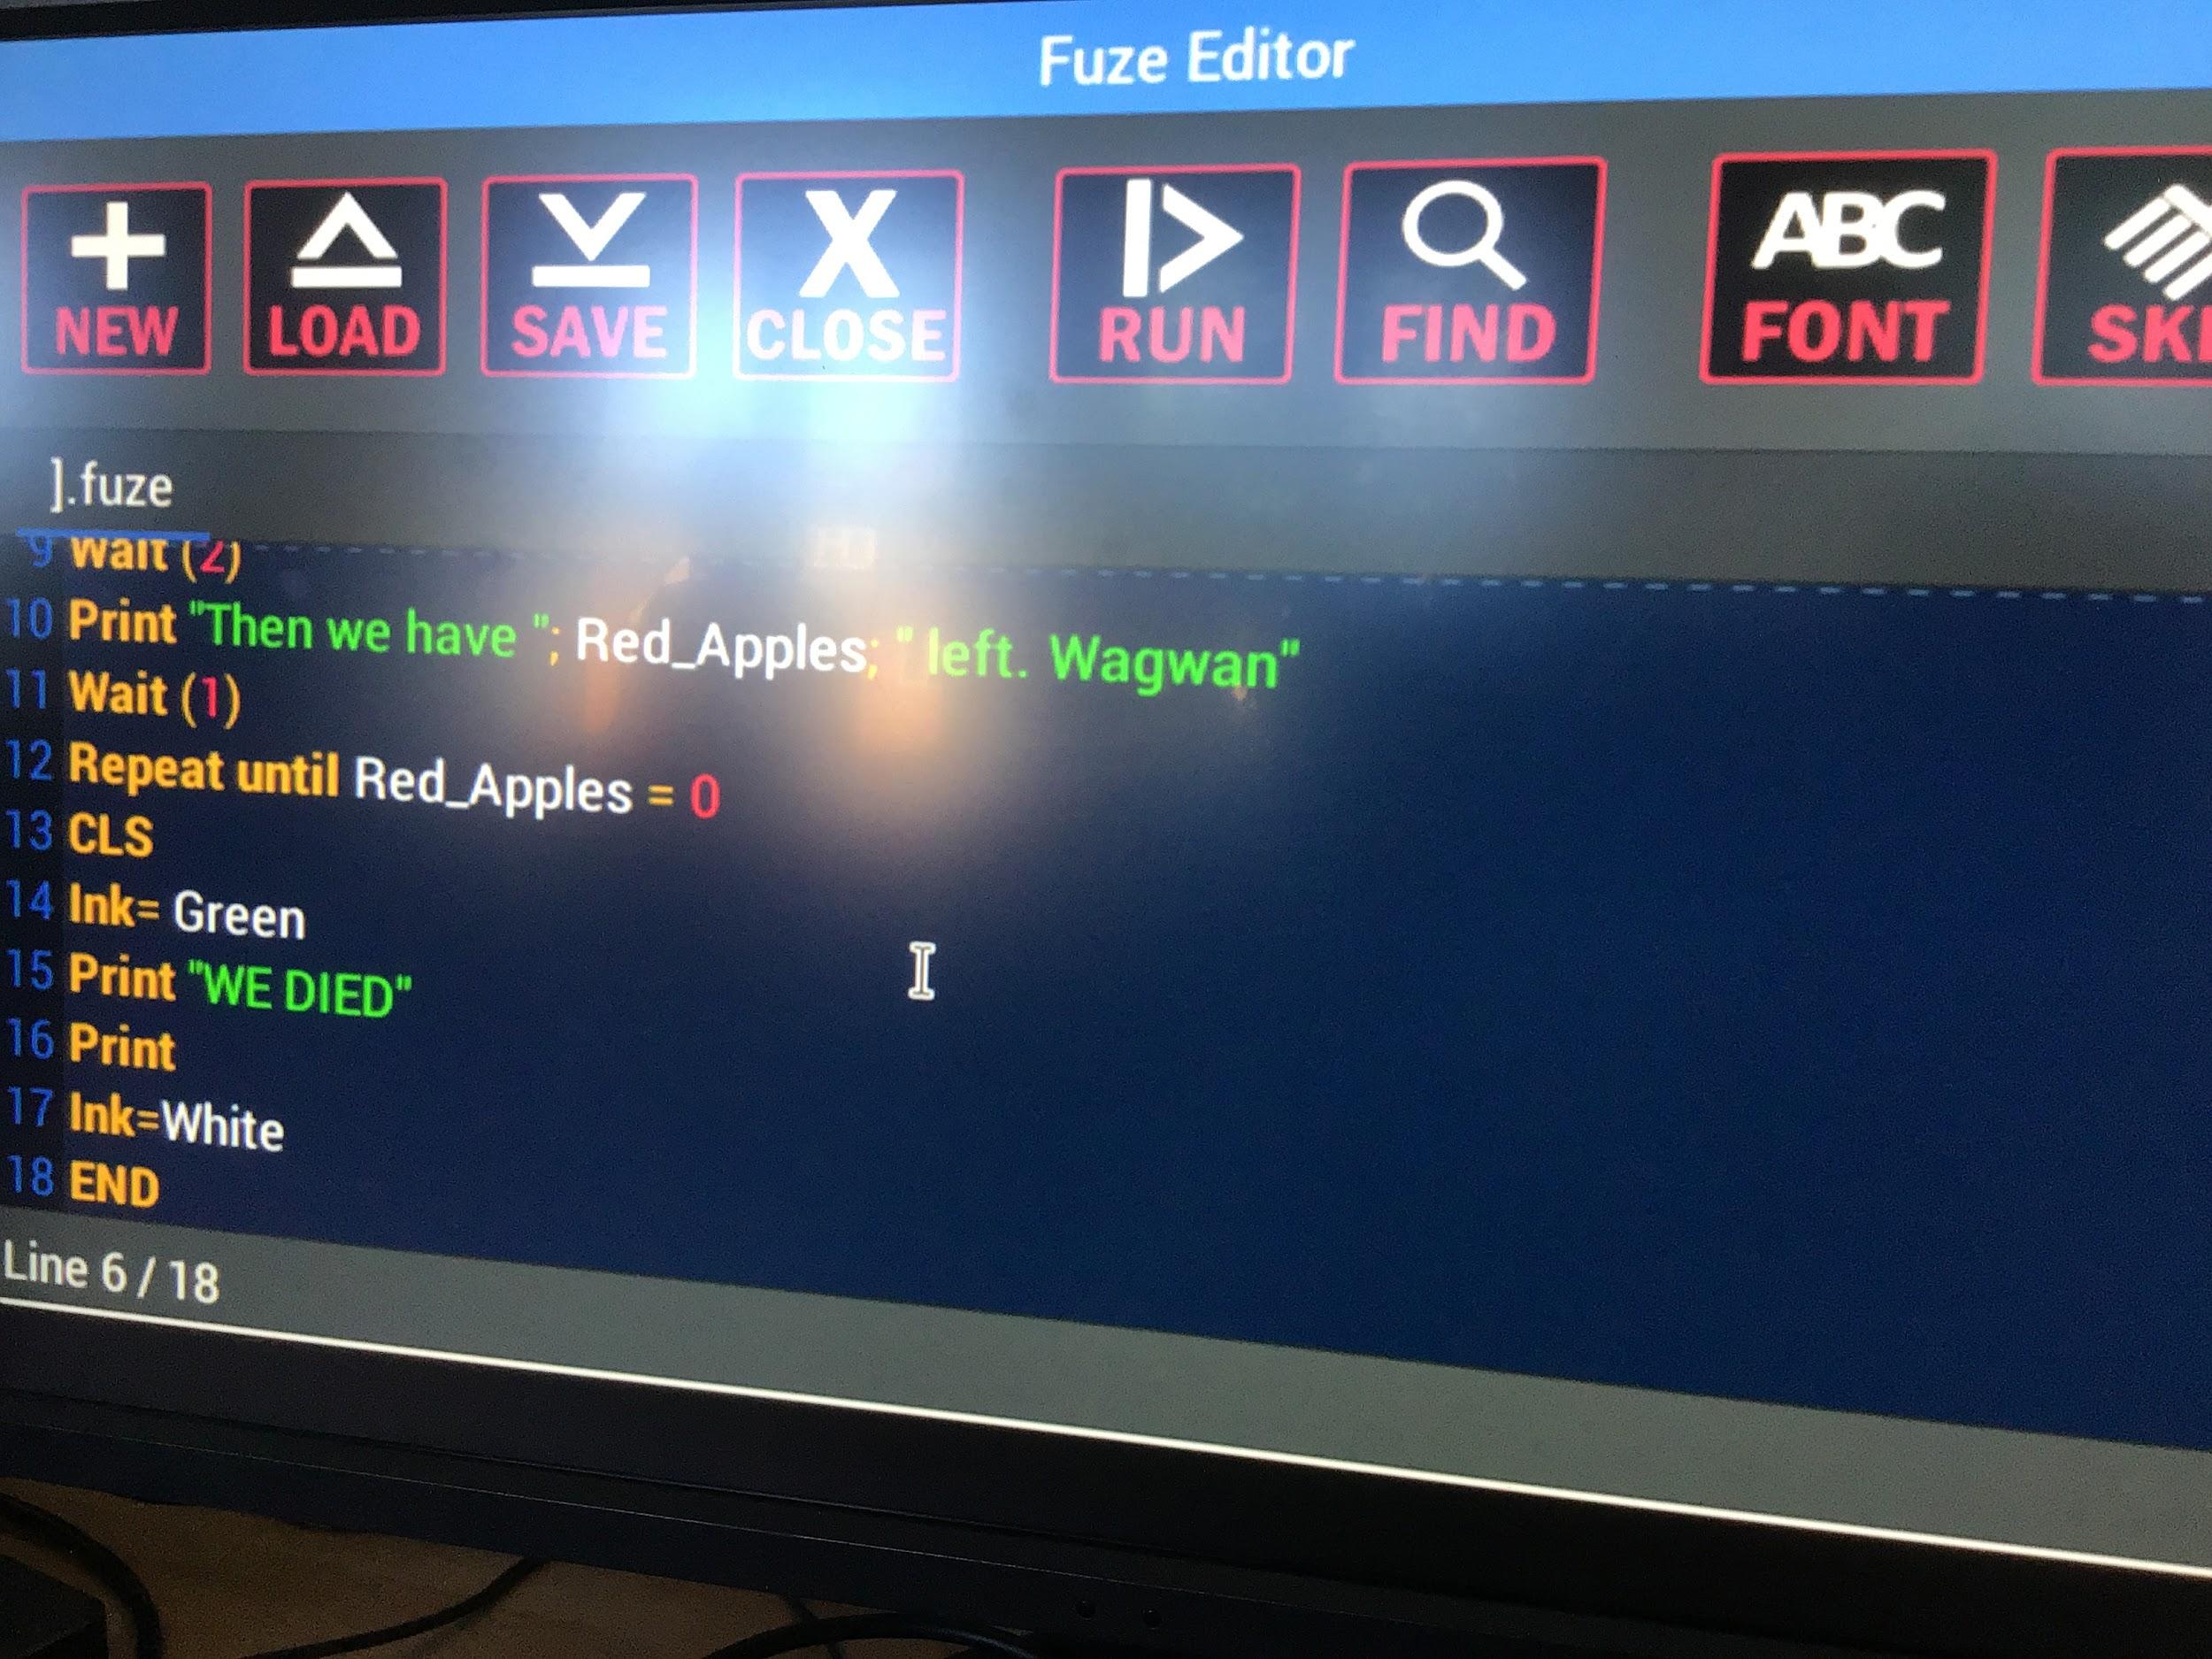 Fuze Editor
NEW LOAD SAVE X CLOSE RUN FIND ABC FONT
].fuze
9 Wait (2)
10 Print "Then we have "; Red_Apples; " left. Wagwan"
11 Wait (1)
12 Repeat until Red_Apples = 0
13 CLS
14 Ink= Green
15 Print "WE DIED"
16 Print
17 Ink=White
18 END
Line 6 / 18